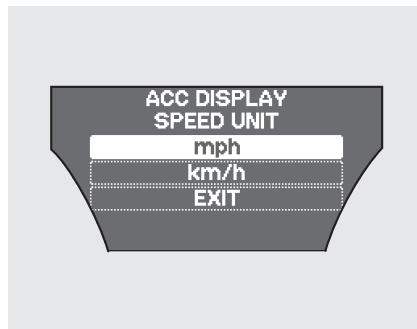 ACC DISPLAY
SPEED UNIT
mph
km/h
EXIT